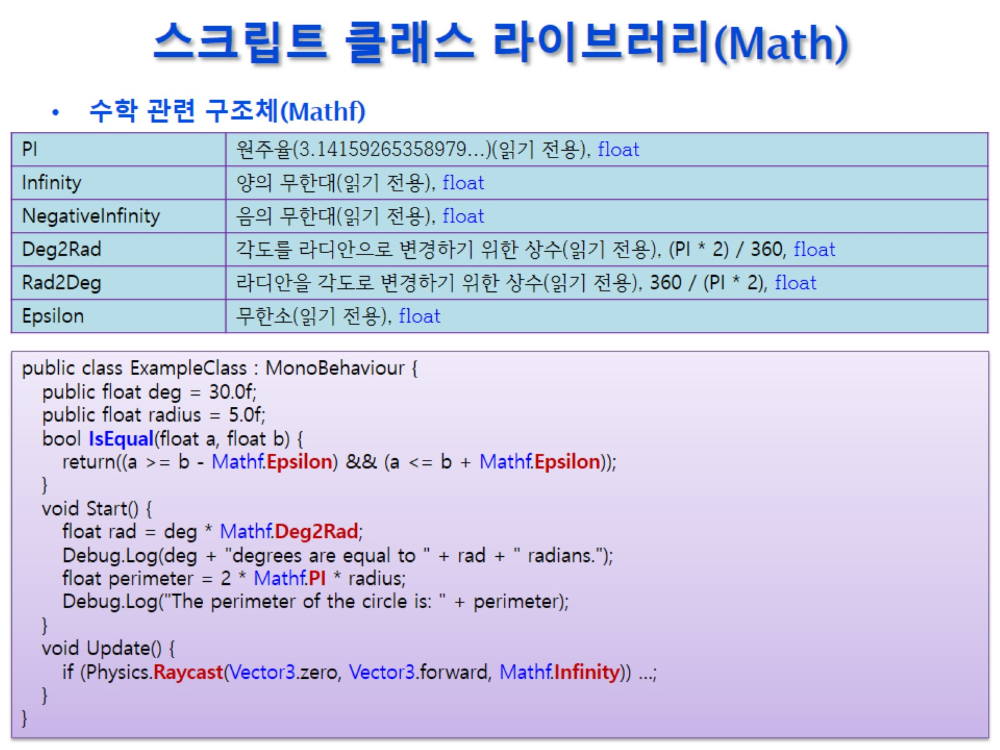 스크립트 클래스 라이브러리(Math)
• 수학 관련 구조체(Mathf)
PI 원주율(3.14159265358979...)(읽기 전용), float
Infinity 양의 무한대(읽기 전용), float
NegativeInfinity 음의 무한대(읽기 전용), float
Deg2Rad 각도를 라디안으로 변경하기 위한 상수(읽기 전용), (PI * 2) / 360, float
Rad2Deg 라디안을 각도로 변경하기 위한 상수(읽기 전용), 360 / (PI * 2), float
Epsilon 무한소(읽기 전용), float
public class ExampleClass : MonoBehaviour {
public float deg = 30.0f;
public float radius = 5.0f;
bool IsEqual(float a, float b) {
return((a >= b - Mathf.Epsilon) && (a <= b + Mathf.Epsilon));
}
void Start() {
float rad = deg * Mathf.Deg2Rad;
Debug.Log(deg + "degrees are equal to " + rad + " radians.");
float perimeter = 2 * Mathf.PI * radius;
Debug.Log("The perimeter of the circle is: " + perimeter);
}
void Update() {
if (Physics.Raycast(Vector3.zero, Vector3.forward, Mathf.Infinity)) ...;
}
}